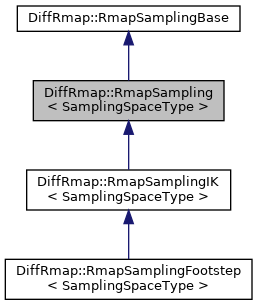 DiffRmap::RmapSamplingBase
DiffRmap::RmapSampling
< SamplingSpaceType >
DiffRmap::RmapSamplingIK
< SamplingSpaceType >
DiffRmap::RmapSamplingFootstep
< SamplingSpaceType >